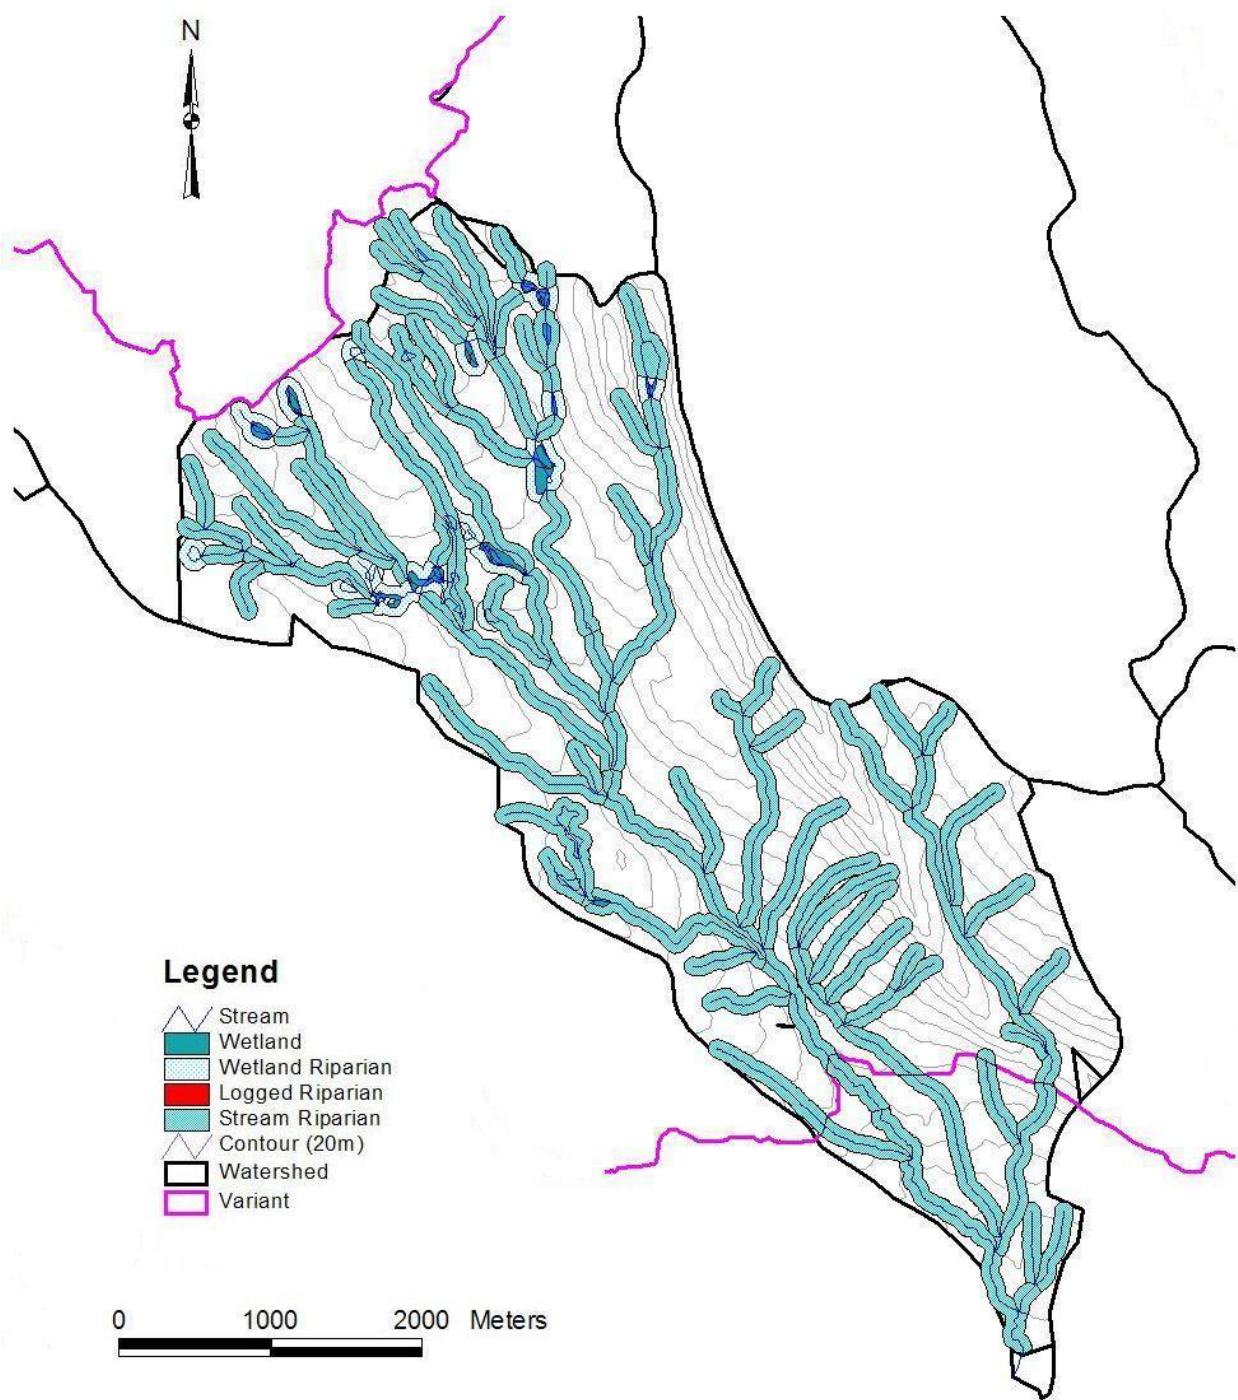 N
Legend
Stream
Wetland
Wetland Riparian
Logged Riparian
Stream Riparian
Contour (20m)
Watershed
Variant
0 1000 2000 Meters